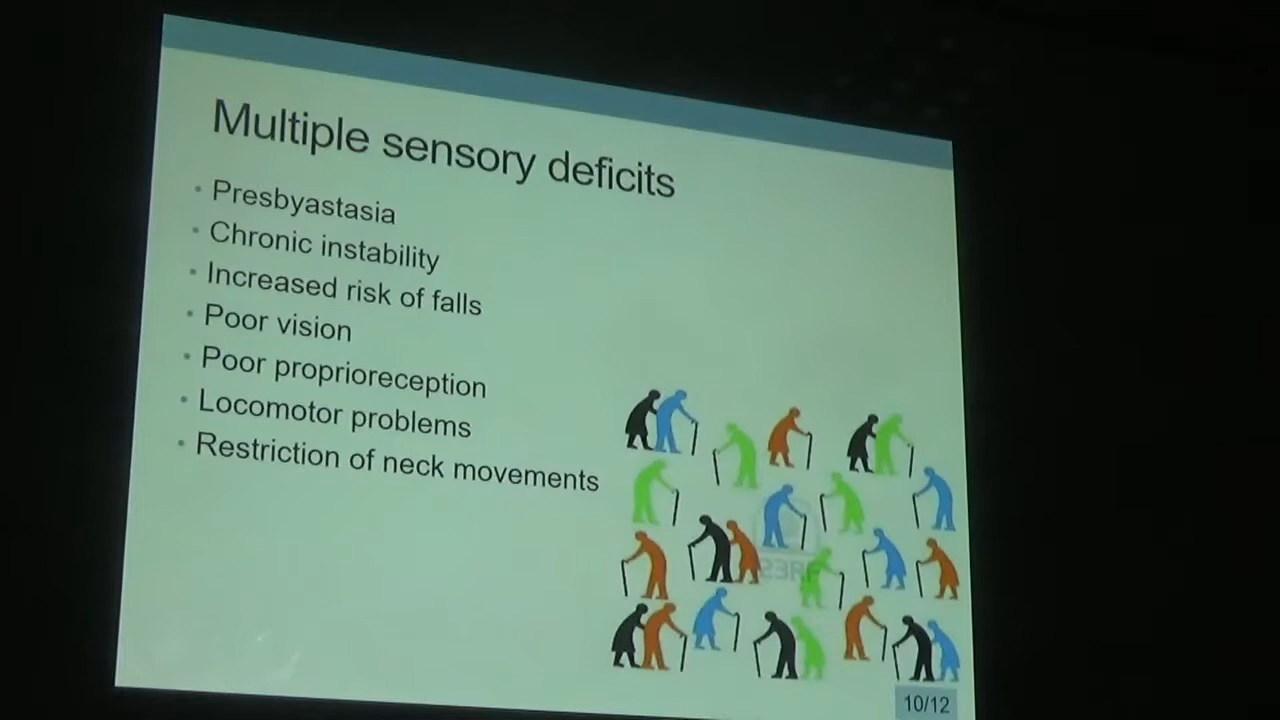 Multiple sensory deficits
• Presbyastasia
• Chronic instability
• Increased risk of falls
• Poor vision
• Poor proprioreception
• Locomotor problems
• Restriction of neck movements
10/12